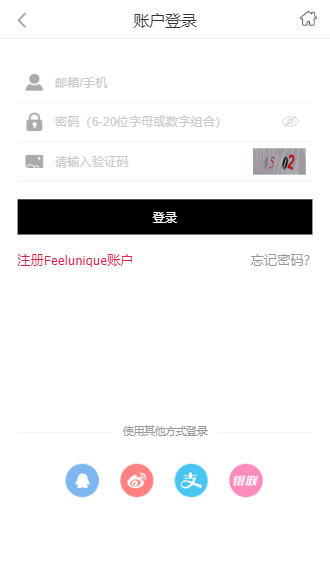 账户登录
邮箱/手机
密码（6-20位字母或数字组合）
请输入验证码
登录
注册Feelunique账户
忘记密码?
使用其他方式登录
支
银联